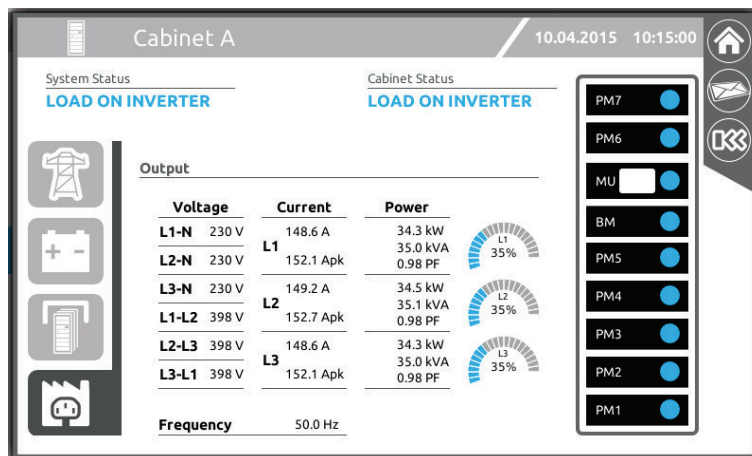 Cabinet A
10.04.2015 10:15:00
System Status
LOAD ON INVERTER
Cabinet Status
LOAD ON INVERTER
Output
Voltage Current Power
L1-N 230 V
L2-N 230 V
L3-N 230 V
L1-L2 398 V
L2-L3 398 V
L3-L1 398 V
L1
148.6 A
152.1 Apk
L2
149.2 A
152.7 Apk
L3
148.6 A
152.1 Apk
34.3 kW
35.0 kVA
0.98 PF
34.5 kW
35.1 kVA
0.98 PF
34.3 kW
35.0 kVA
0.98 PF
L1
35%
L2
35%
L3
35%
Frequency 50.0 Hz
PM7
PM6
MU
BM
PM5
PM4
PM3
PM2
PM1